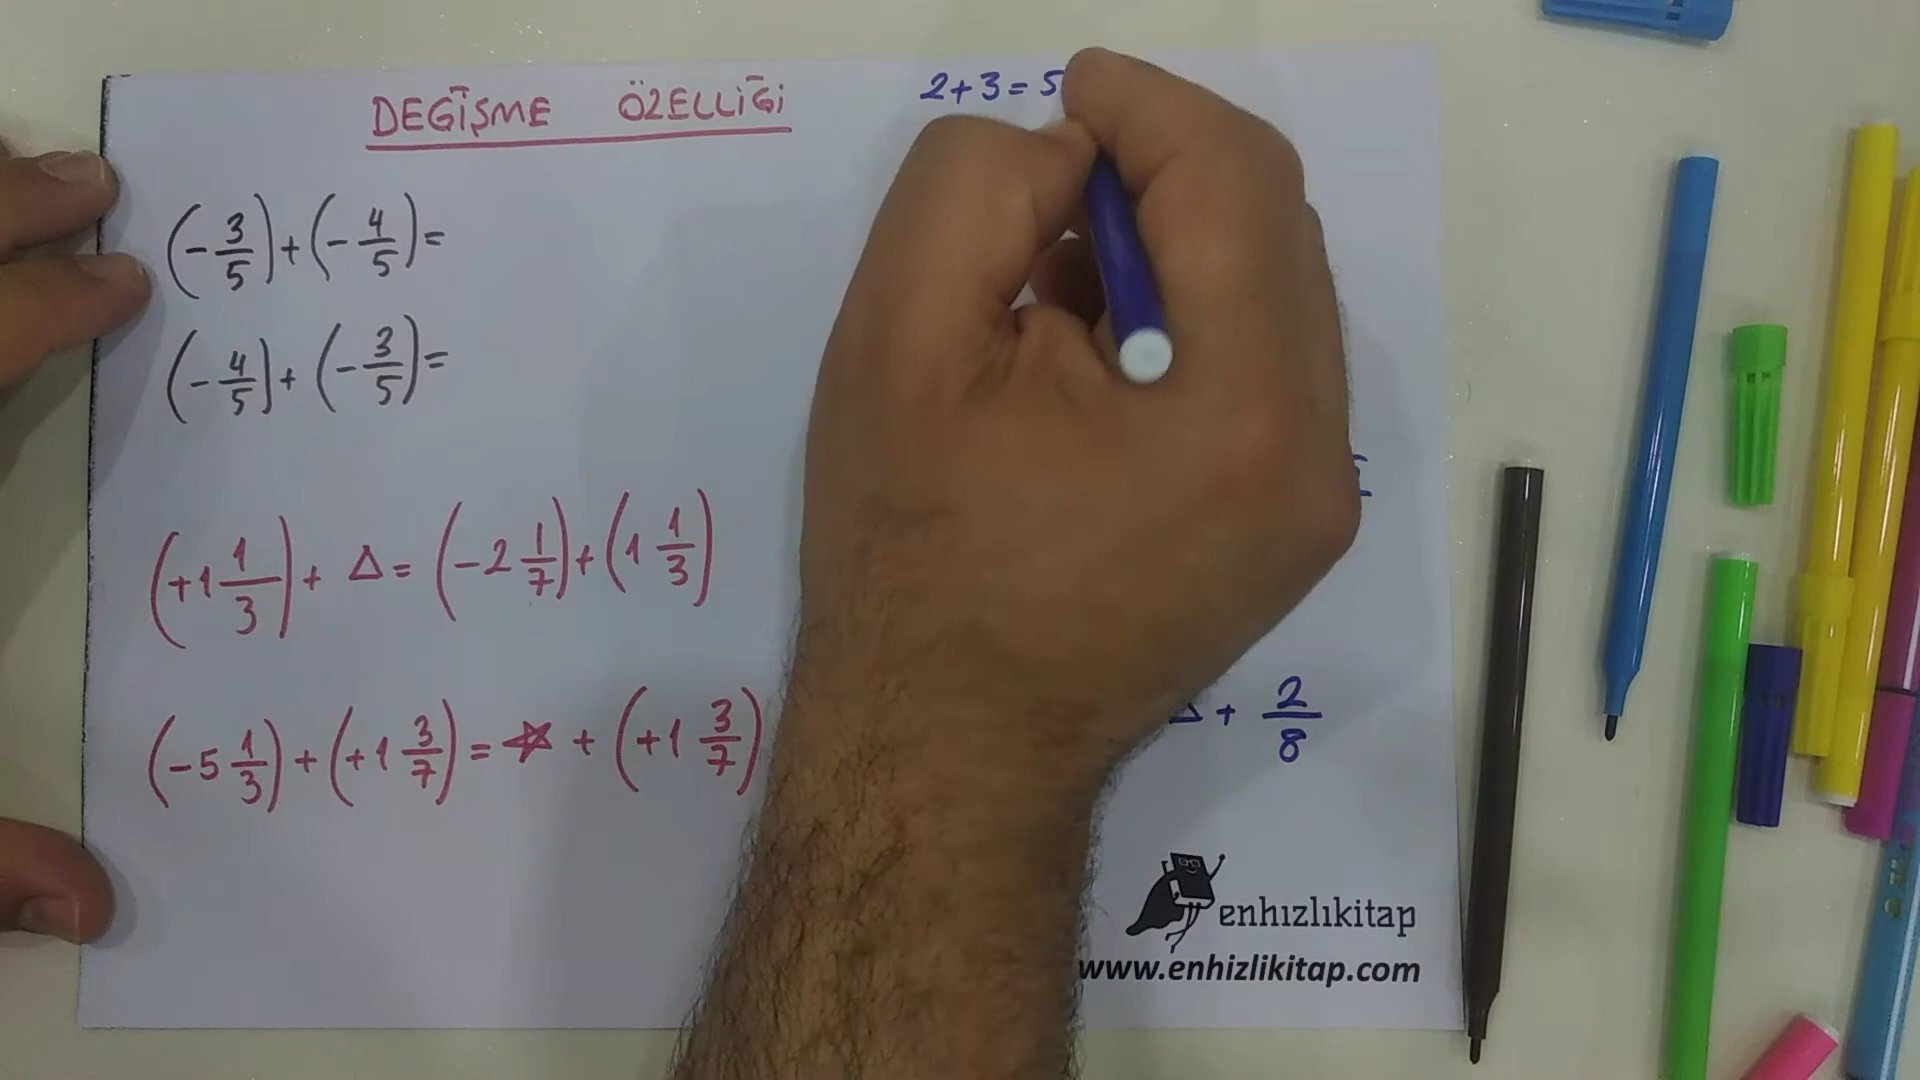 DEĞİŞME ÖZELLİĞİ
2+3=5
(-3/5)+(-4/5)=
(-4/5)+(-3/5)=
(+1 1/3)+ Δ= (-2 1/7)+(1 1/3)
(-5 1/3)+(+1 3/7)= ☆ + (+1 3/7)
Δ + 2/8
enhızlıkitap
www.enhizlikitap.com